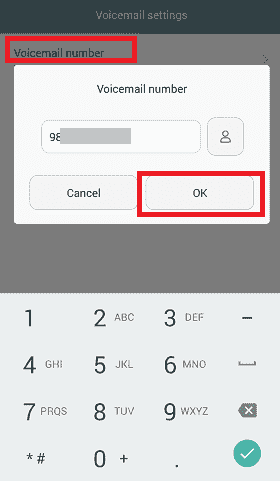 Voicemail settings
Voicemail number
Voicemail number
98
Cancel OK
1 2 ABC 3 DEF -
4 GHI 5 JKL 6 MNO
7 PRQS 8 TUV 9 WXYZ
* # 0 + .